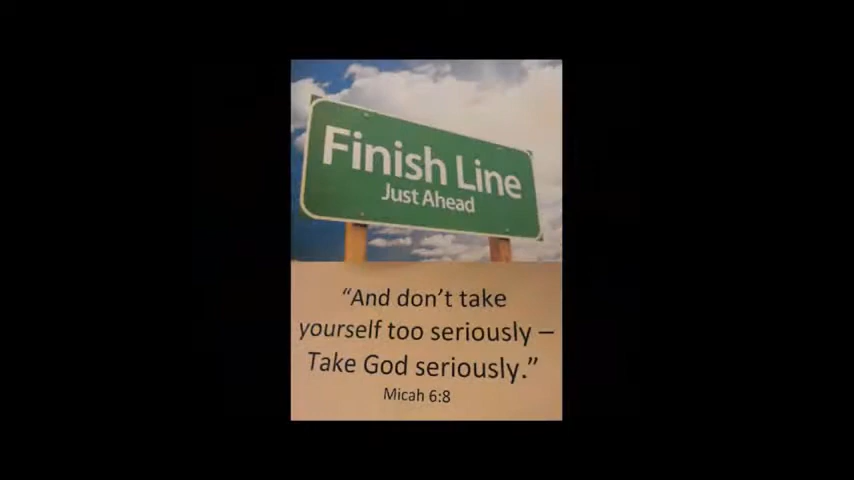 Finish Line
Just Ahead
“And don’t take
yourself too seriously –
Take God seriously.”
Micah 6:8